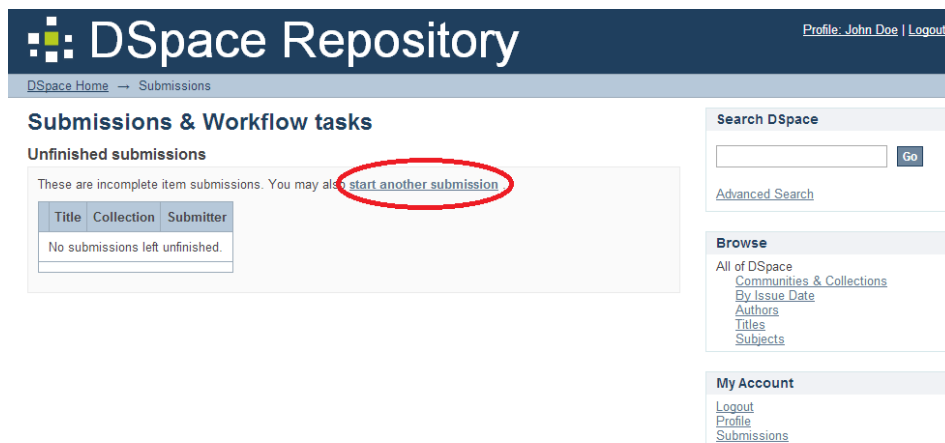 DSpace Repository
Profile: John Doe | Logout
DSpace Home → Submissions
Submissions & Workflow tasks
Unfinished submissions
These are incomplete item submissions. You may also start another submission .
Title Collection Submitter
No submissions left unfinished.
Search DSpace
Go
Advanced Search
Browse
All of DSpace
Communities & Collections
By Issue Date
Authors
Titles
Subjects
My Account
Logout
Profile
Submissions